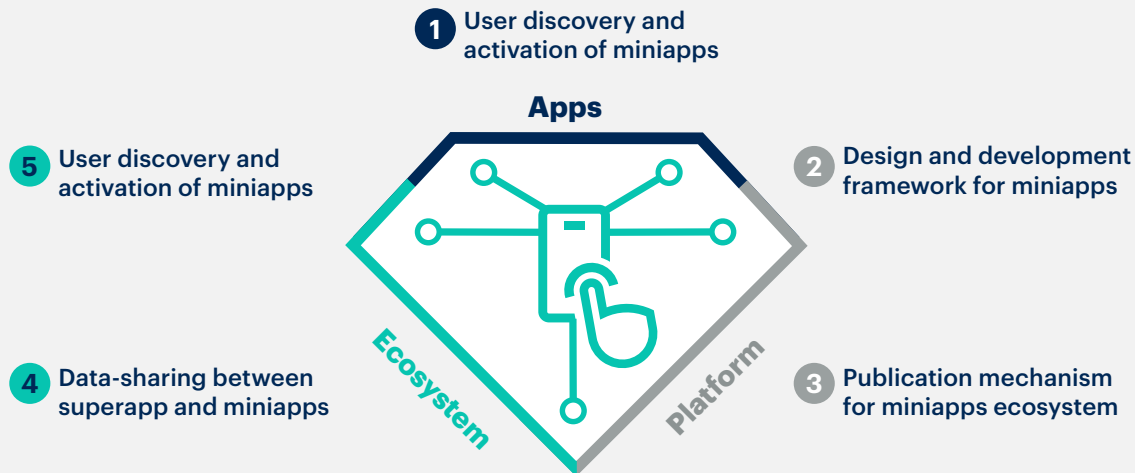 1 User discovery and
activation of miniapps
Apps
5 User discovery and
activation of miniapps
2 Design and development
framework for miniapps
Ecosystem
Platform
4 Data-sharing between
superapp and miniapps
3 Publication mechanism
for miniapps ecosystem